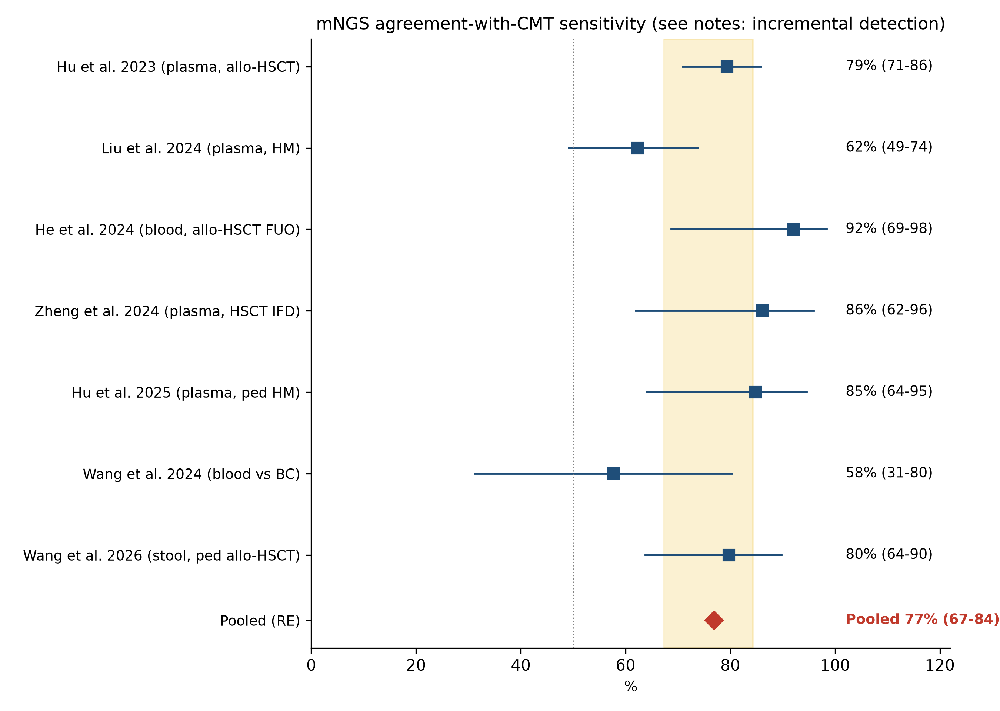 mNGS agreement-with-CMT sensitivity (see notes: incremental detection)
Hu et al. 2023 (plasma, allo-HSCT) 79% (71-86)
Liu et al. 2024 (plasma, HM) 62% (49-74)
He et al. 2024 (blood, allo-HSCT FUO) 92% (69-98)
Zheng et al. 2024 (plasma, HSCT IFD) 86% (62-96)
Hu et al. 2025 (plasma, ped HM) 85% (64-95)
Wang et al. 2024 (blood vs BC) 58% (31-80)
Wang et al. 2026 (stool, ped allo-HSCT) 80% (64-90)
Pooled (RE) Pooled 77% (67-84)
0 20 40 60 80 100 120
%